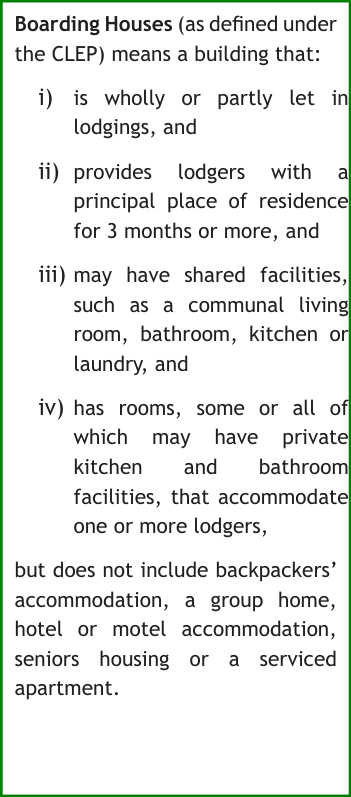 Boarding Houses (as defined under
the CLEP) means a building that:
i) is wholly or partly let in
lodgings, and
ii) provides lodgers with a
principal place of residence
for 3 months or more, and
iii) may have shared facilities,
such as a communal living
room, bathroom, kitchen or
laundry, and
iv) has rooms, some or all of
which may have private
kitchen and bathroom
facilities, that accommodate
one or more lodgers,
but does not include backpackers’
accommodation, a group home,
hotel or motel accommodation,
seniors housing or a serviced
apartment.